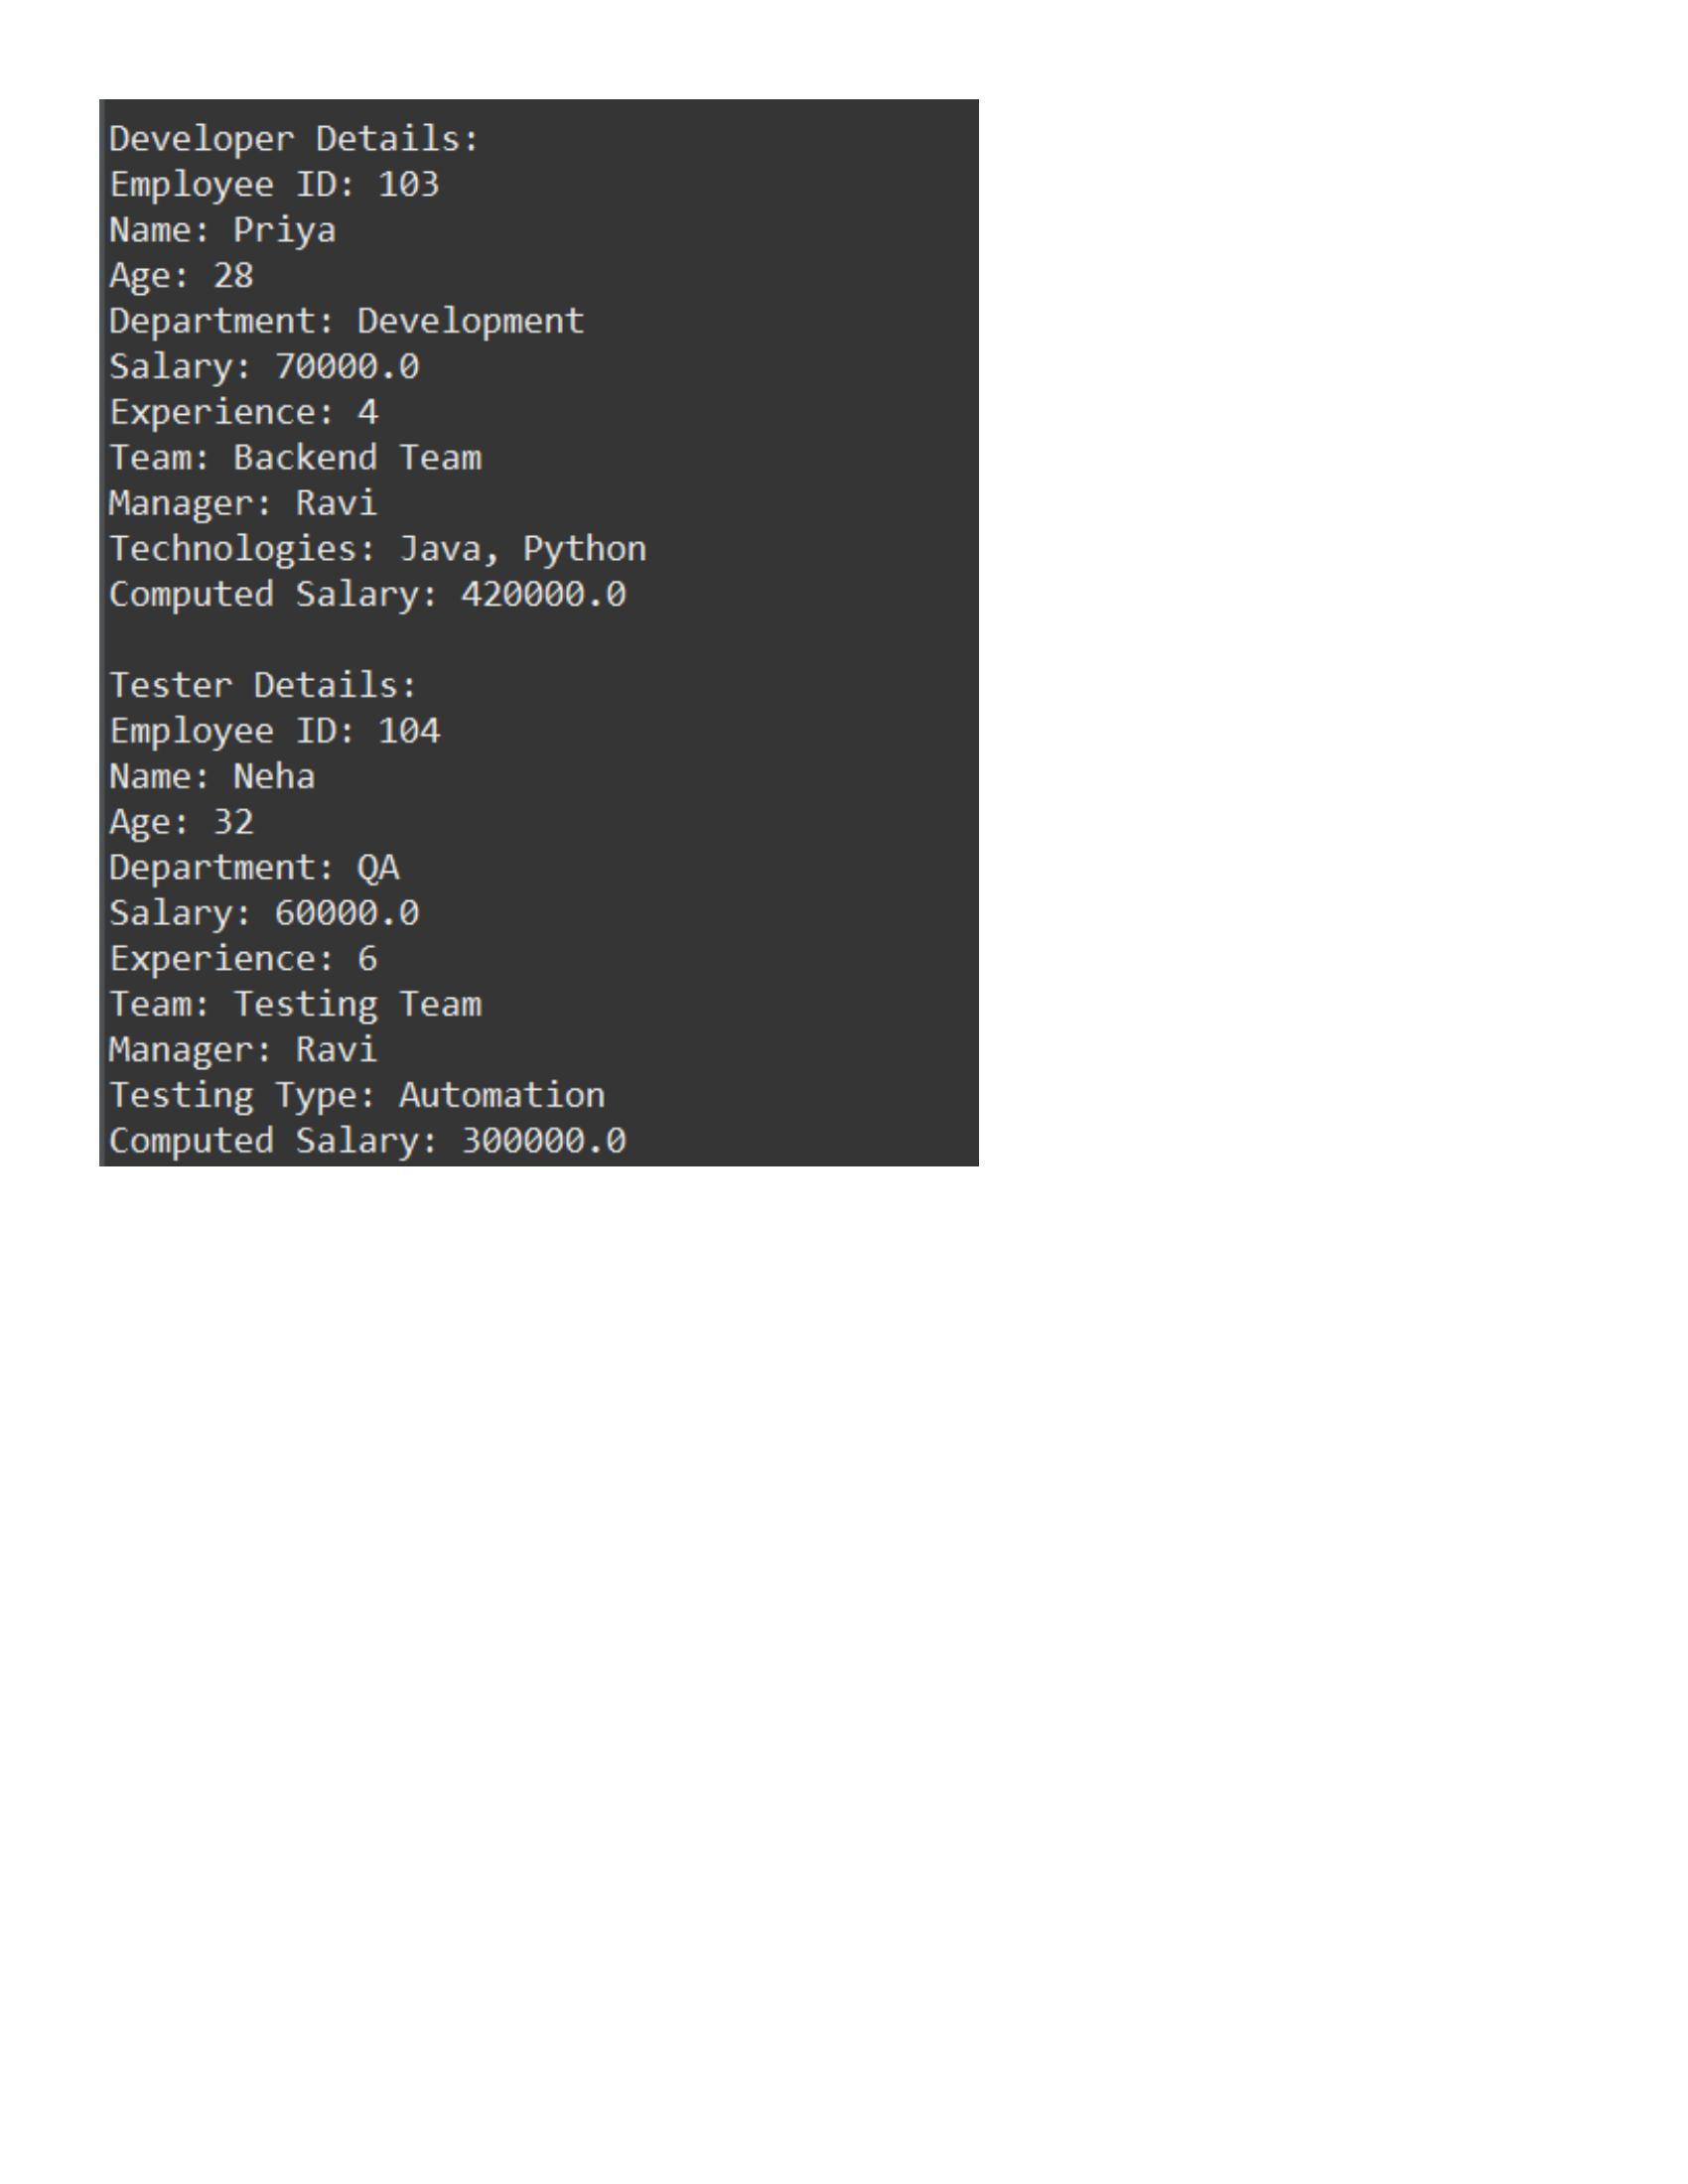 Developer Details:
Employee ID: 103
Name: Priya
Age: 28
Department: Development
Salary: 70000.0
Experience: 4
Team: Backend Team
Manager: Ravi
Technologies: Java, Python
Computed Salary: 420000.0
Tester Details:
Employee ID: 104
Name: Neha
Age: 32
Department: QA
Salary: 60000.0
Experience: 6
Team: Testing Team
Manager: Ravi
Testing Type: Automation
Computed Salary: 300000.0